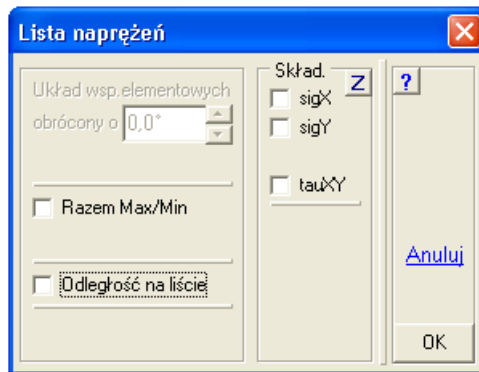 Lista naprężeń
Układ wsp.elementowych
obrócony o 0,0°
Razem Max/Min
Odległość na liście
Skład. Z
sigX
sigY
tauXY
?
Anuluj
OK